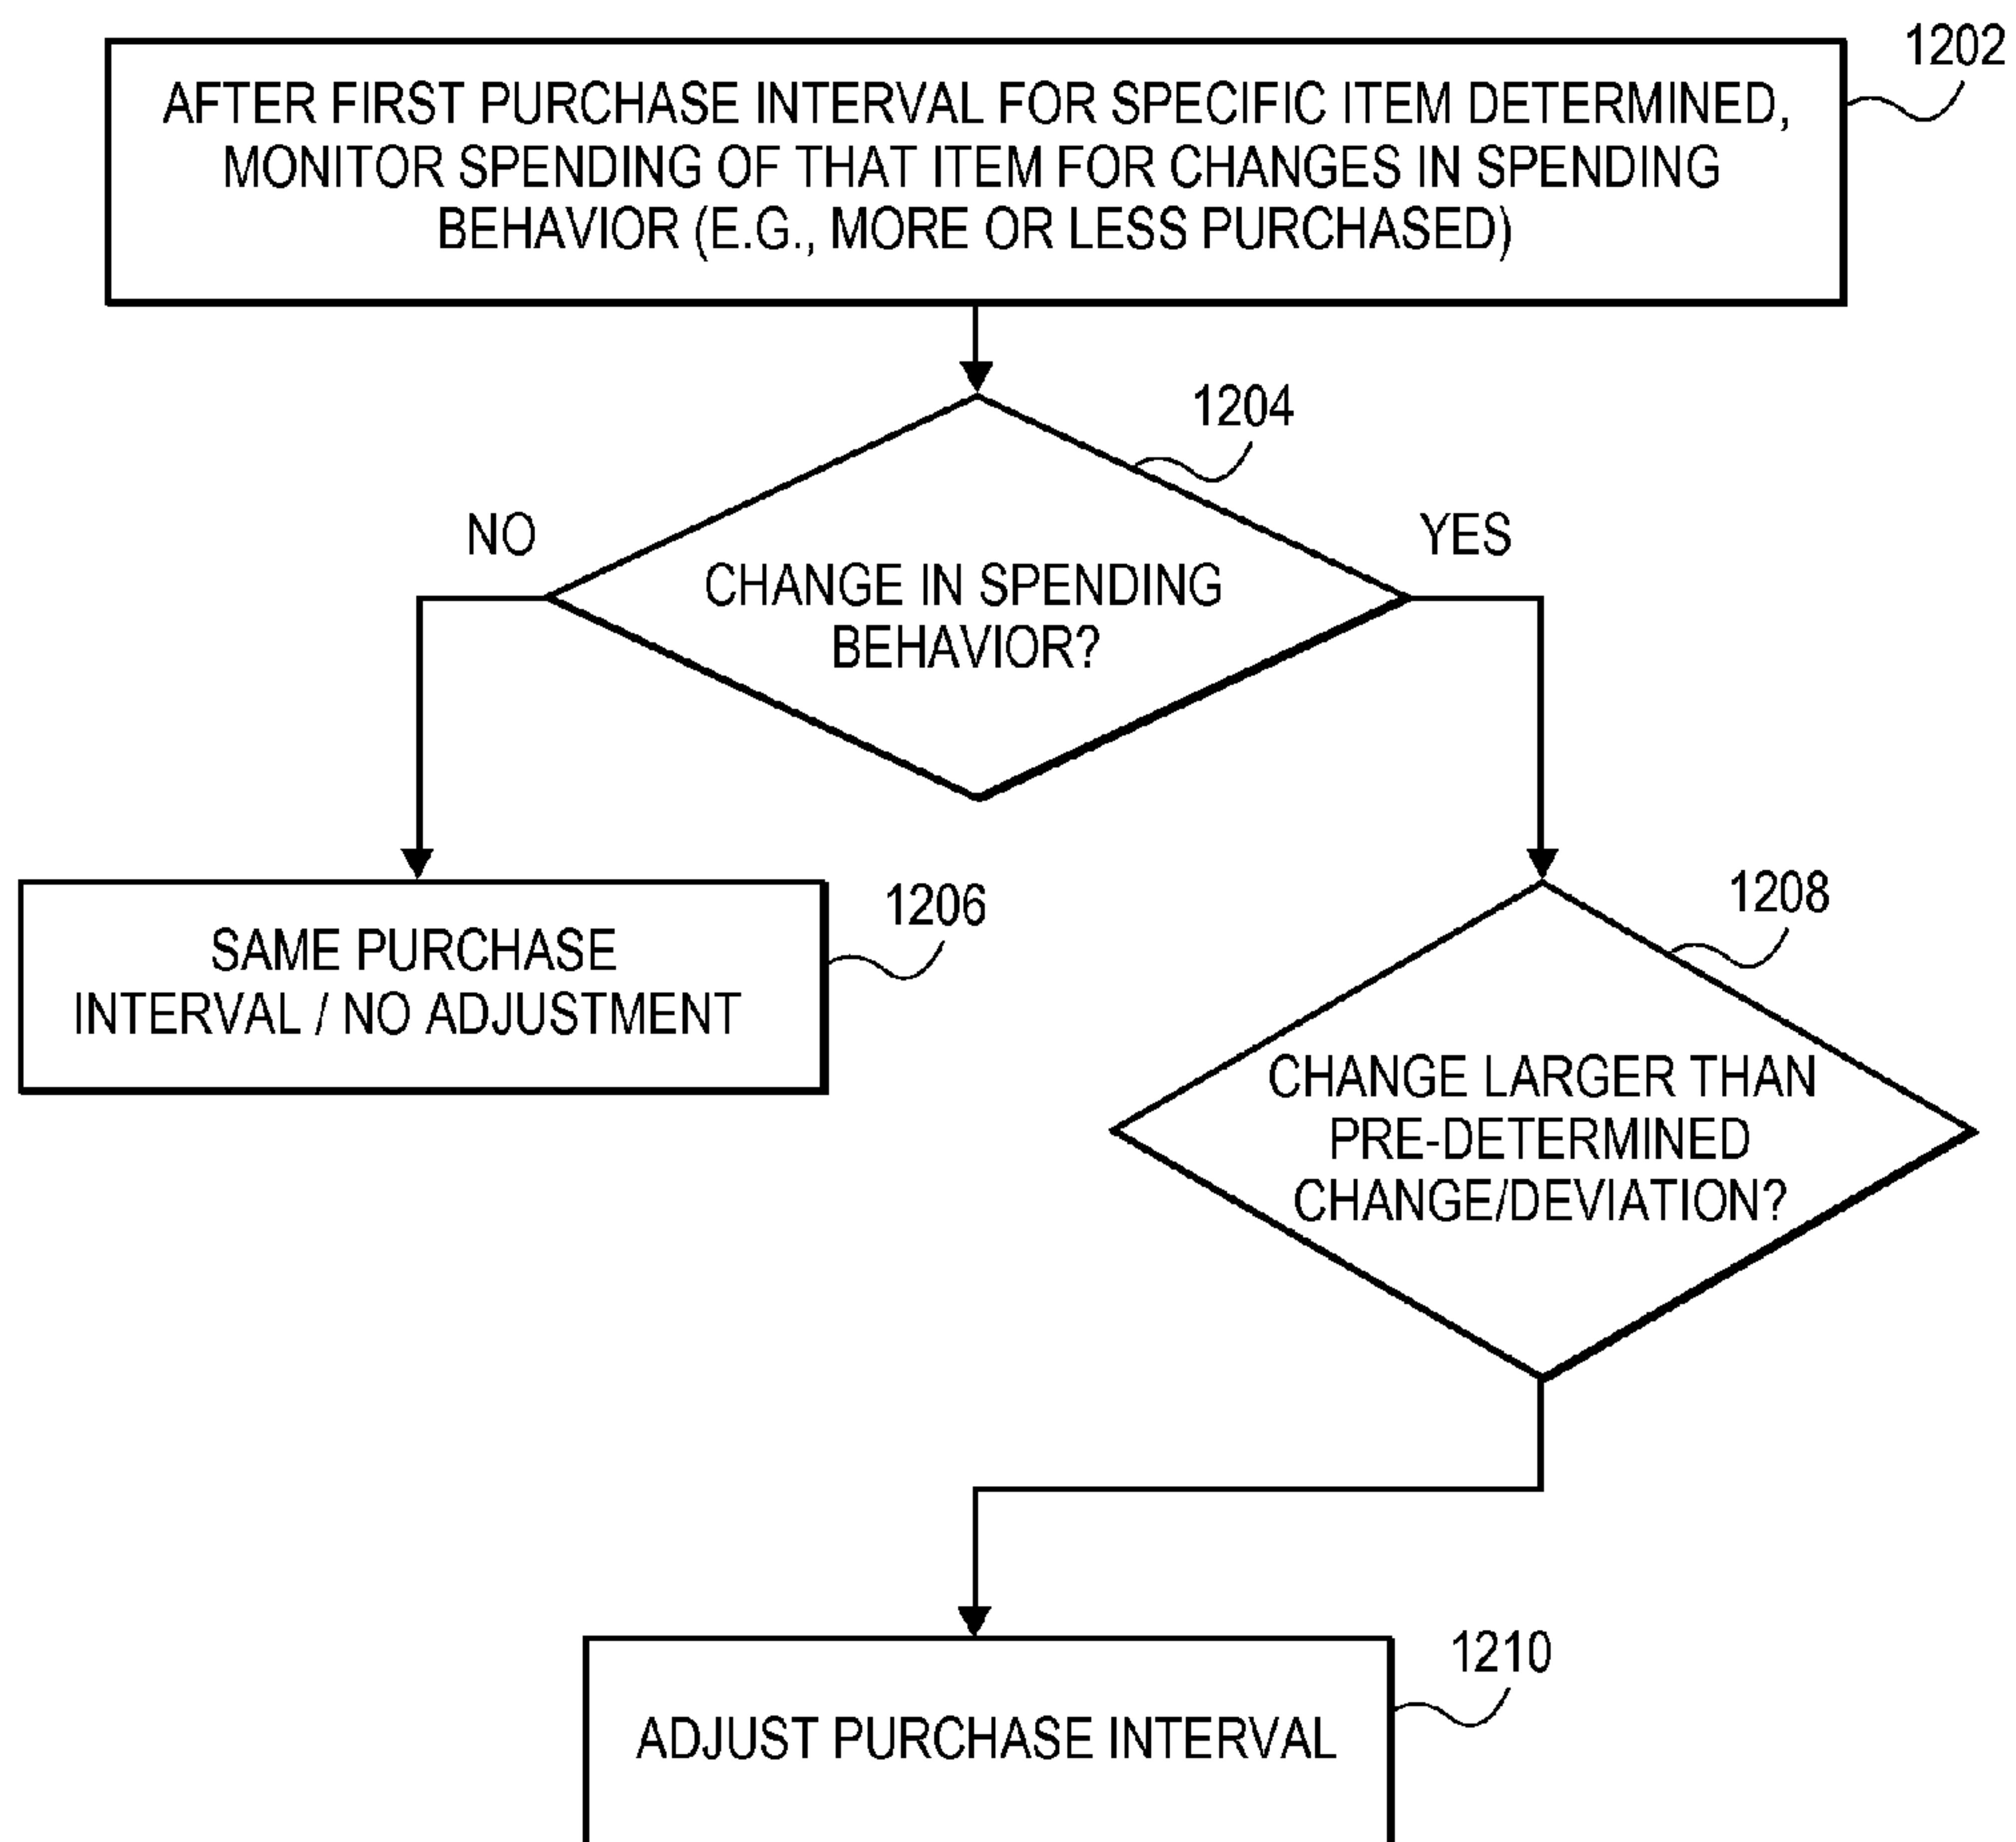 1202
AFTER FIRST PURCHASE INTERVAL FOR SPECIFIC ITEM DETERMINED,
MONITOR SPENDING OF THAT ITEM FOR CHANGES IN SPENDING
BEHAVIOR (E.G., MORE OR LESS PURCHASED)
1204
NO
YES
CHANGE IN SPENDING
BEHAVIOR?
1206
SAME PURCHASE
INTERVAL / NO ADJUSTMENT
1208
CHANGE LARGER THAN
PRE-DETERMINED
CHANGE/DEVIATION?
1210
ADJUST PURCHASE INTERVAL